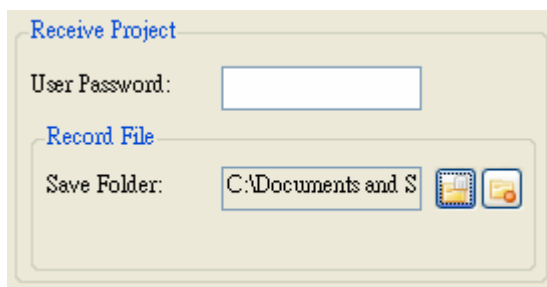 Receive Project
User Password:
Record File
Save Folder: C:\Documents and S